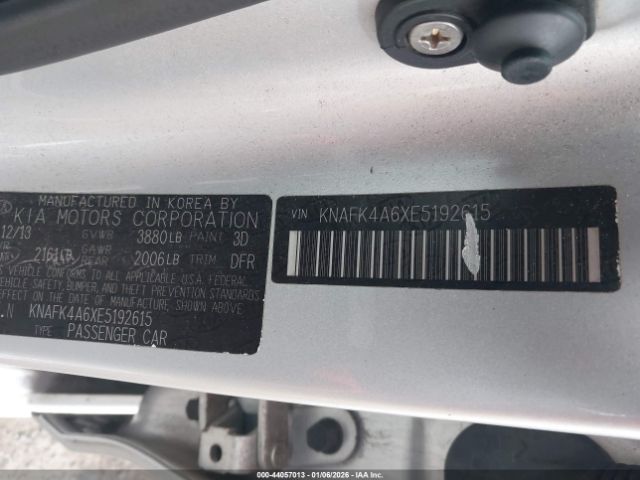 MANUFACTURED IN KOREA BY
KIA MOTORS CORPORATION
12/13 GVWR 3880LB PAINT 3D
GAWR
REAR 2006LB TRIM DFR
VEHICLE CONFORMS TO ALL APPLICABLE U.S.A. FEDERAL
VEHICLE SAFETY, BUMPER, AND THEFT PREVENTION STANDARDS
EFFECT ON THE DATE OF MANUFACTURE SHOWN ABOVE
.N KNAFK4A6XE5192615
TYPE PASSENGER CAR
VIN KNAFK4A6XE5192615
000-44057013 - 01/06/2026 - IAA Inc.